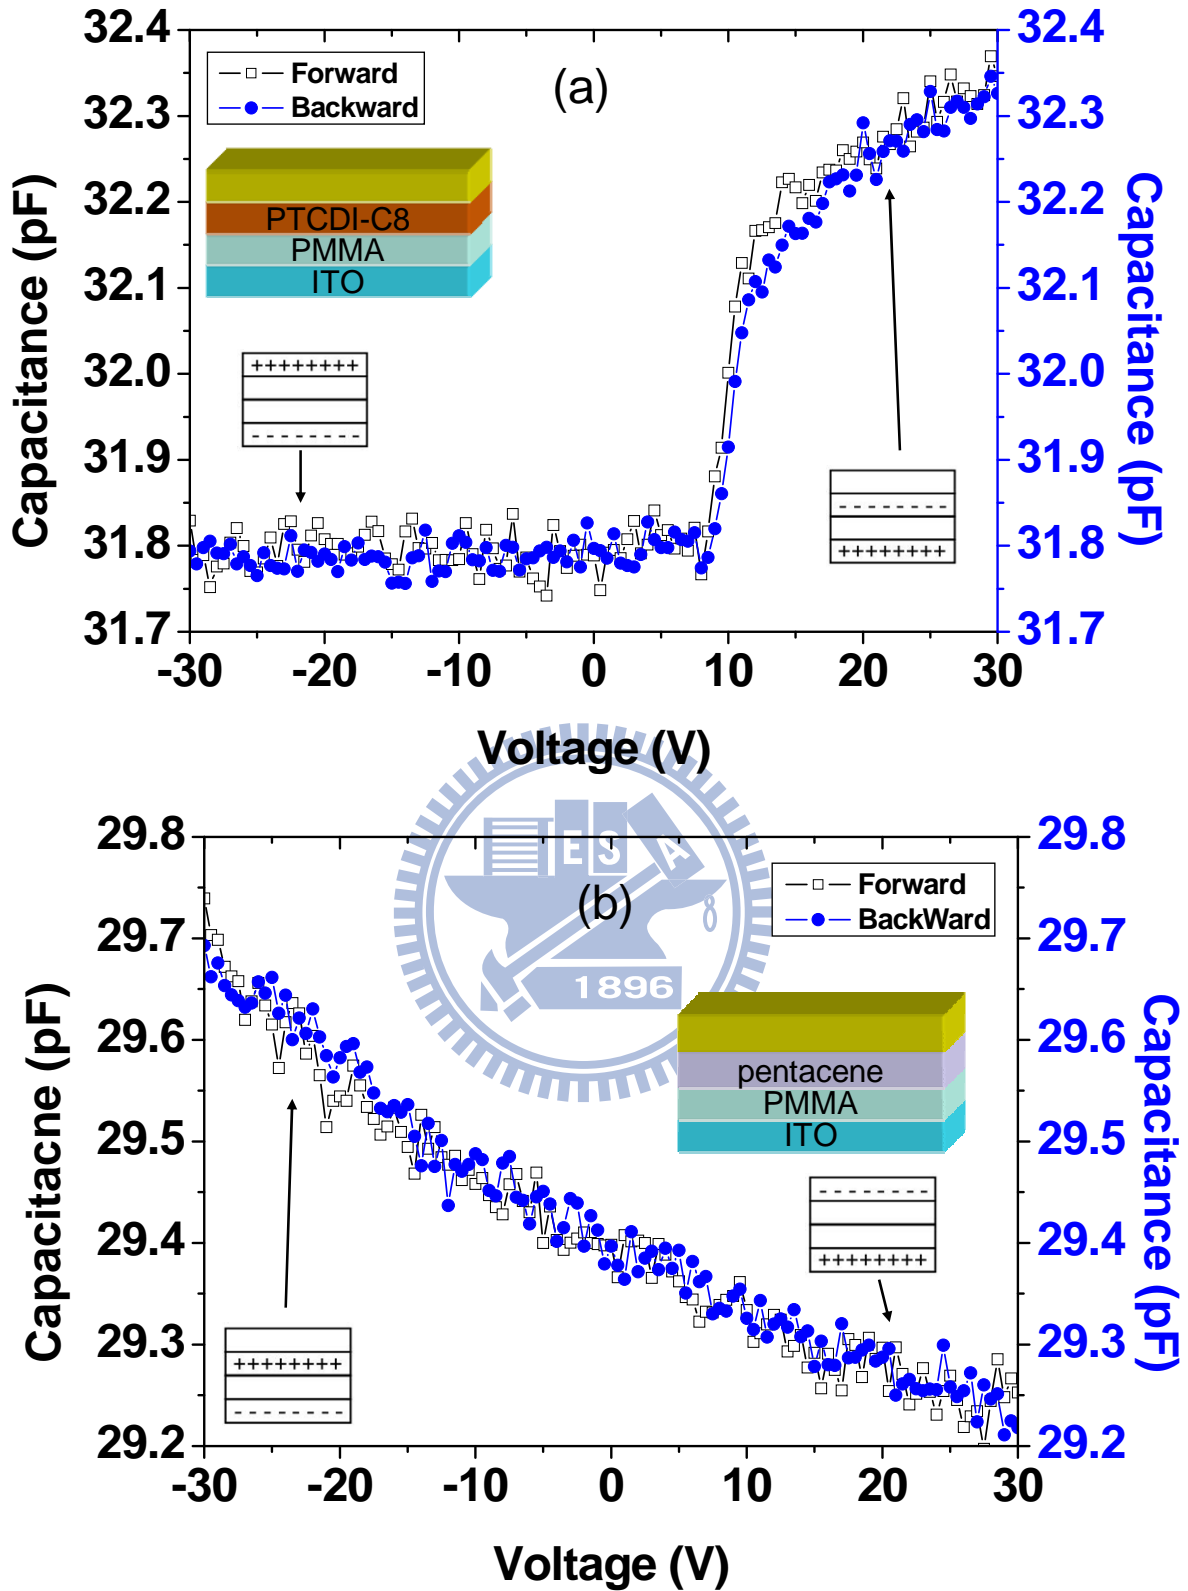 32.4
32.3
32.2
32.1
32.0
31.9
31.8
31.7
Capacitance (pF)
Forward
Backward
(a)
PTCDI-C8
PMMA
ITO
++++++++
- - - - - - - -
- - - - - - - -
++++++++
32.4
32.3
32.2
32.1
32.0
31.9
31.8
31.7
Capacitance (pF)
-30 -20 -10 0 10 20 30
Voltage (V)
29.8
29.7
29.6
29.5
29.4
29.3
29.2
Capacitacne (pF)
E S A
1896
(b)
Forward
BackWard
pentacene
PMMA
ITO
- - - - - - - -
++++++++
++++++++
- - - - - - - -
29.8
29.7
29.6
29.5
29.4
29.3
29.2
Capacitance (pF)
-30 -20 -10 0 10 20 30
Voltage (V)